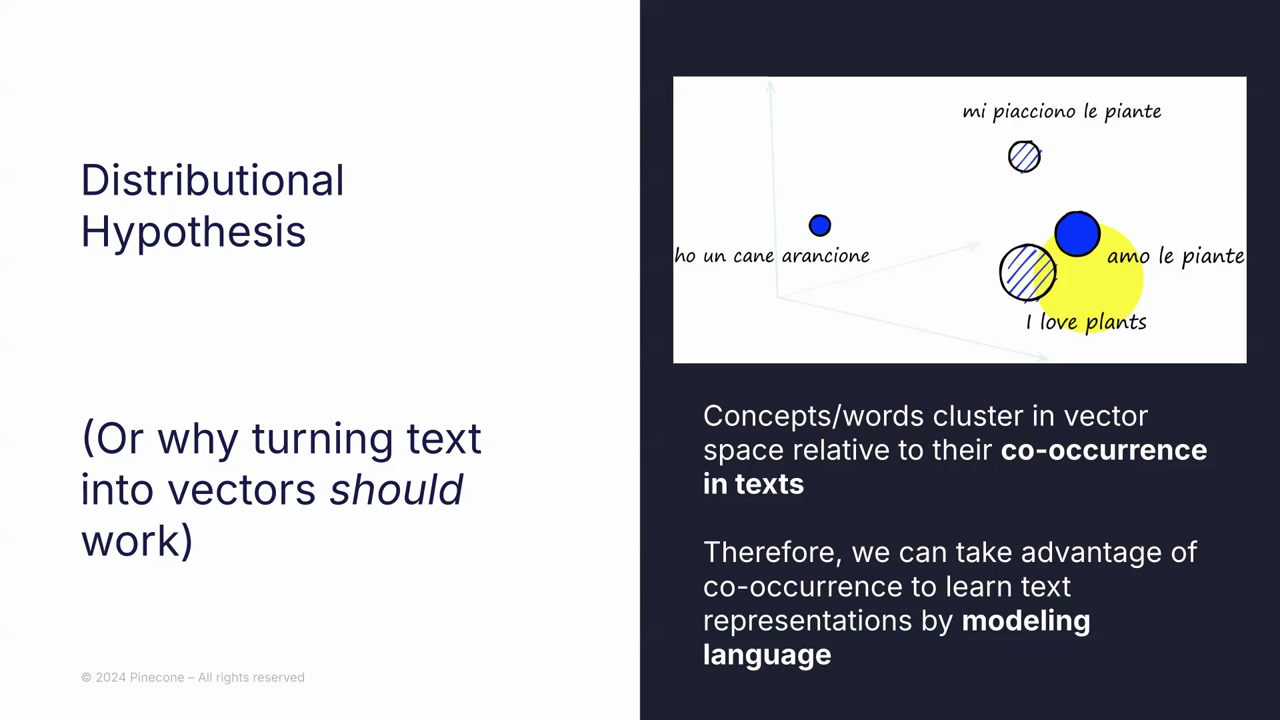 Distributional
Hypothesis
(Or why turning text
into vectors should
work)
© 2024 Pinecone – All rights reserved
mi piacciono le piante
ho un cane arancione
amo le piante
I love plants
Concepts/words cluster in vector
space relative to their co-occurrence
in texts
Therefore, we can take advantage of
co-occurrence to learn text
representations by modeling
language